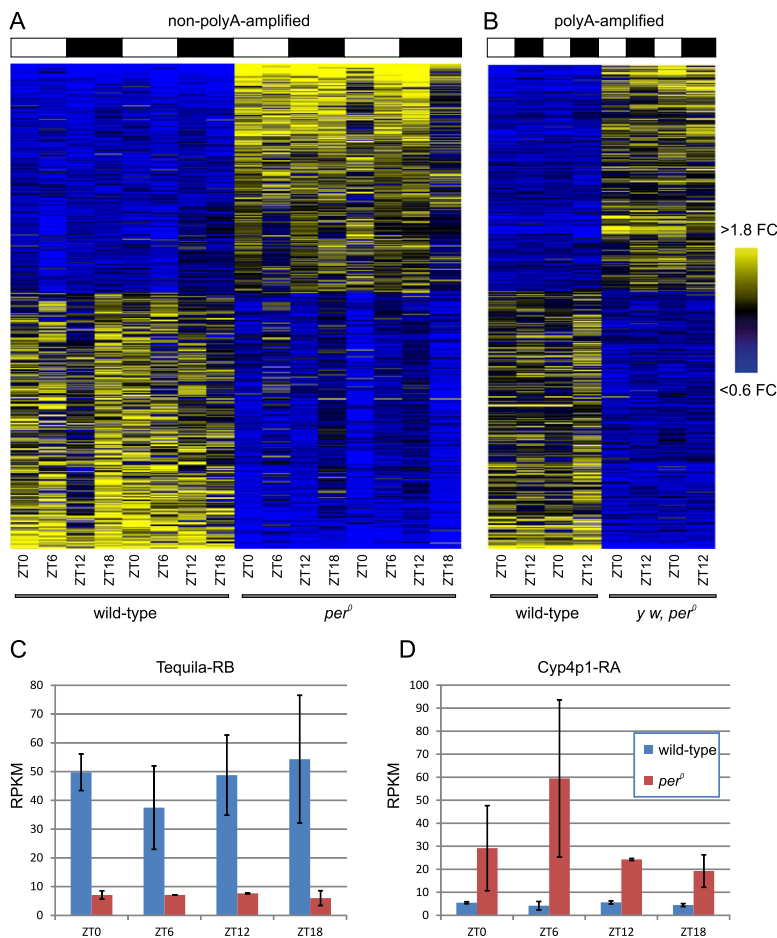 A
non-polyA-amplified
B
polyA-amplified
>1.8 FC
<0.6 FC
ZT0 ZT6 ZT12 ZT18 ZT0 ZT6 ZT12 ZT18 ZT0 ZT6 ZT12 ZT18 ZT0 ZT6 ZT12 ZT18
wild-type
per⁰
ZT0 ZT12 ZT0 ZT12 ZT0 ZT12 ZT0 ZT12
wild-type
y w, per⁰
C
Tequila-RB
RPKM
80
70
60
50
40
30
20
10
0
ZT0 ZT6 ZT12 ZT18
D
Cyp4p1-RA
RPKM
100
90
80
70
60
50
40
30
20
10
0
wild-type
per⁰
ZT0 ZT6 ZT12 ZT18